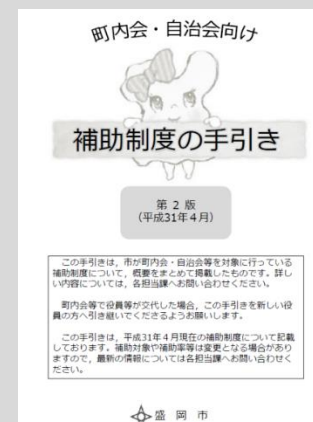 町内会・自治会向け
補助制度の手引き
第 2 版
（平成31年４月）
この手引きは，市が町内会・自治会等を対象に行っている
補助制度について，概要をまとめて掲載したものです。詳し
い内容については，各担当課へお問い合わせください。
町内会等で役員等が交代した場合，この手引きを新しい役
員の方へ引き継いでくださるようお願いします。
この手引きは，平成31年４月現在の補助制度について記載
しております。補助対象や補助率等は変更となる場合があり
ますので，最新の情報については各担当課へお問い合わせく
ださい。
盛 岡 市